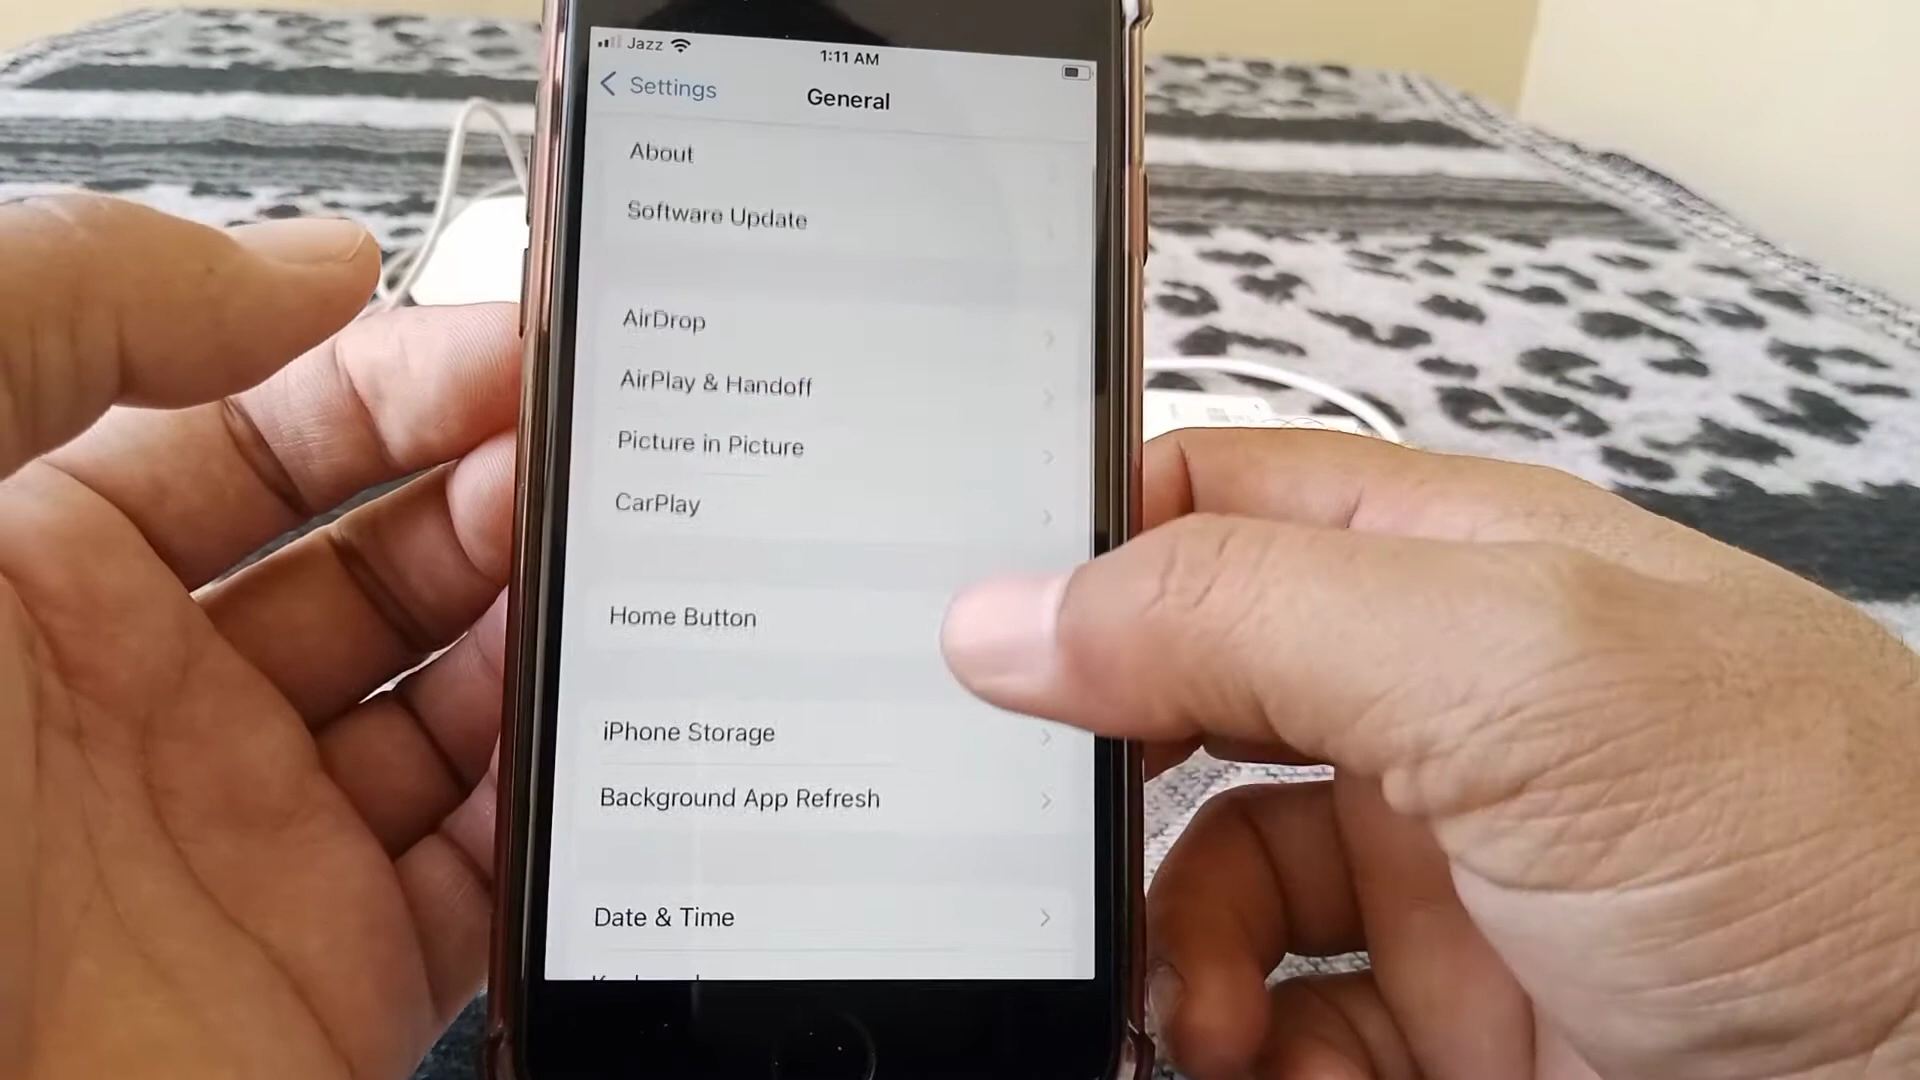 Jazz
1:11 AM
Settings
General
About
Software Update
AirDrop
AirPlay & Handoff
Picture in Picture
CarPlay
Home Button
iPhone Storage
Background App Refresh
Date & Time